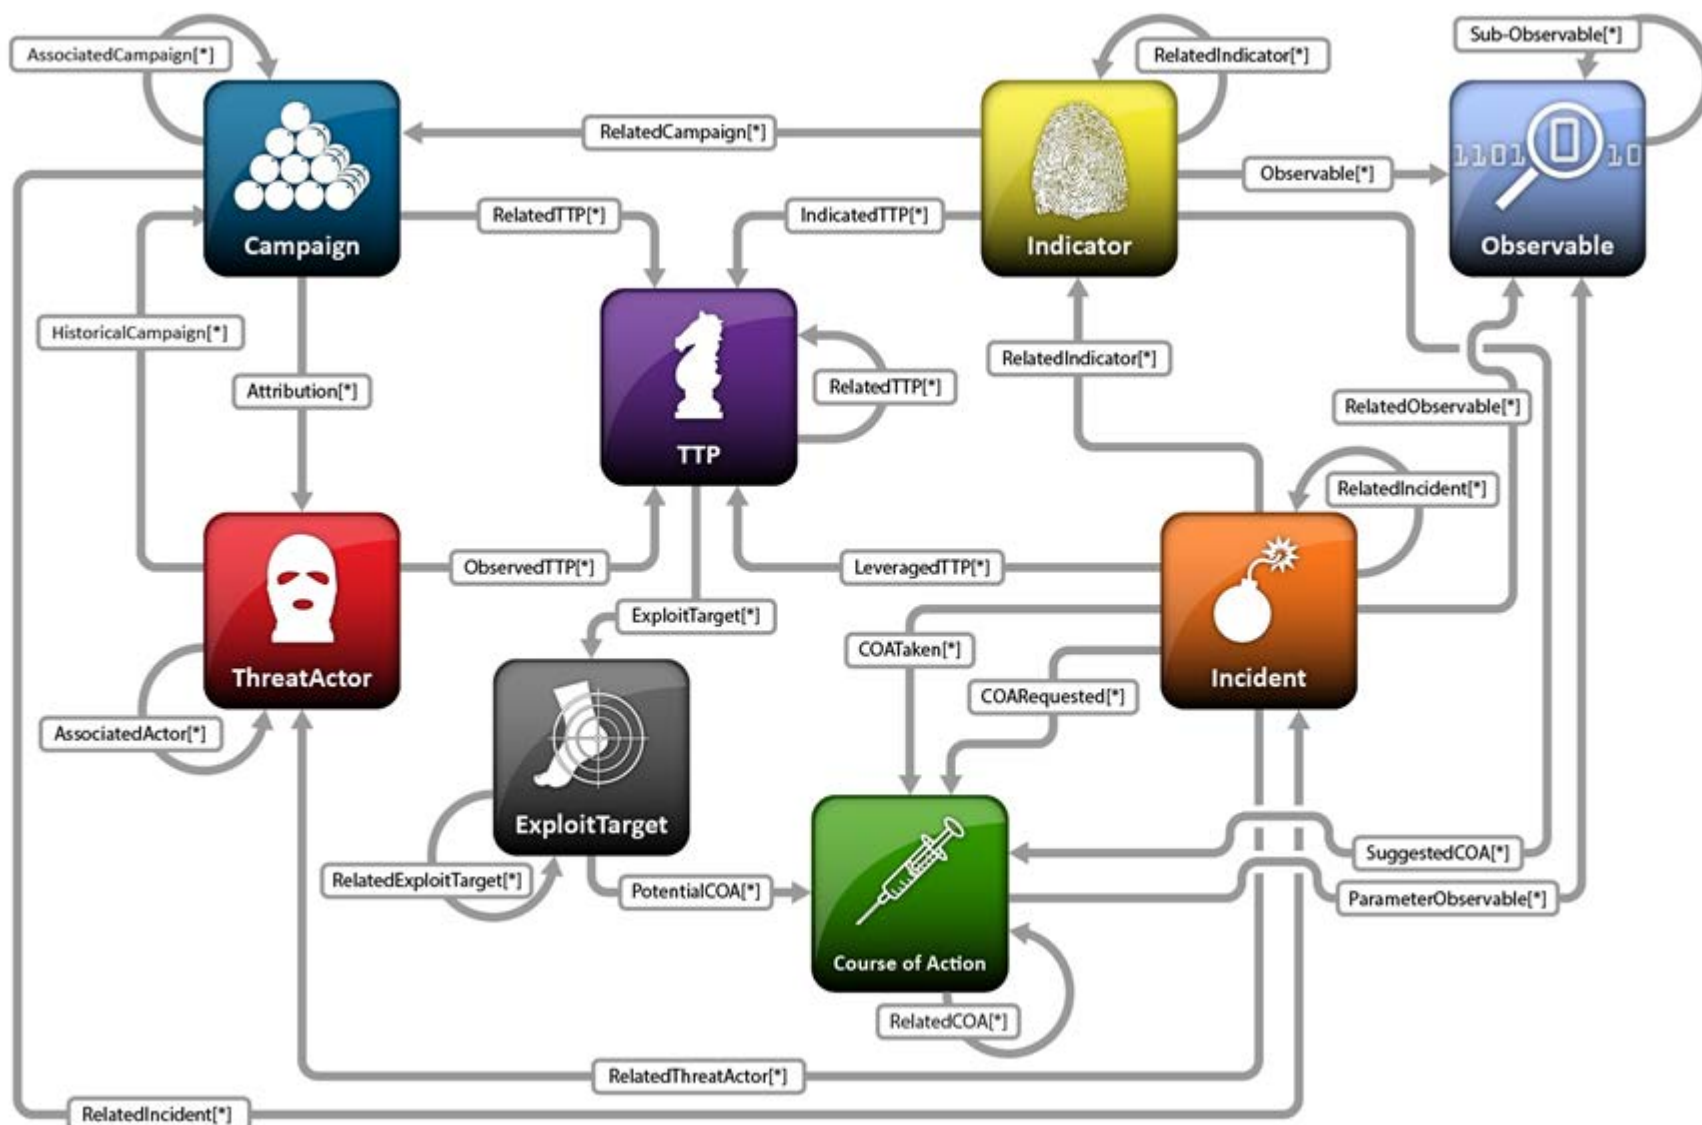 AssociatedCampaign[*]
RelatedIndicator[*]
Sub-Observable[*]
RelatedCampaign[*]
1101 0 10
Observable[*]
RelatedTTP[*]
IndicatedTTP[*]
Campaign
Indicator
Observable
HistoricalCampaign[*]
RelatedIndicator[*]
Attribution[*]
RelatedTTP[*]
RelatedObservable[*]
TTP
RelatedIncident[*]
ObservedTTP[*]
LeveragedTTP[*]
ExploitTarget[*]
COATaken[*]
ThreatActor
Incident
COARequested[*]
AssociatedActor[*]
ExploitTarget
SuggestedCOA[*]
RelatedExploitTarget[*]
PotentialCOA[*]
ParameterObservable[*]
Course of Action
RelatedCOA[*]
RelatedThreatActor[*]
RelatedIncident[*]